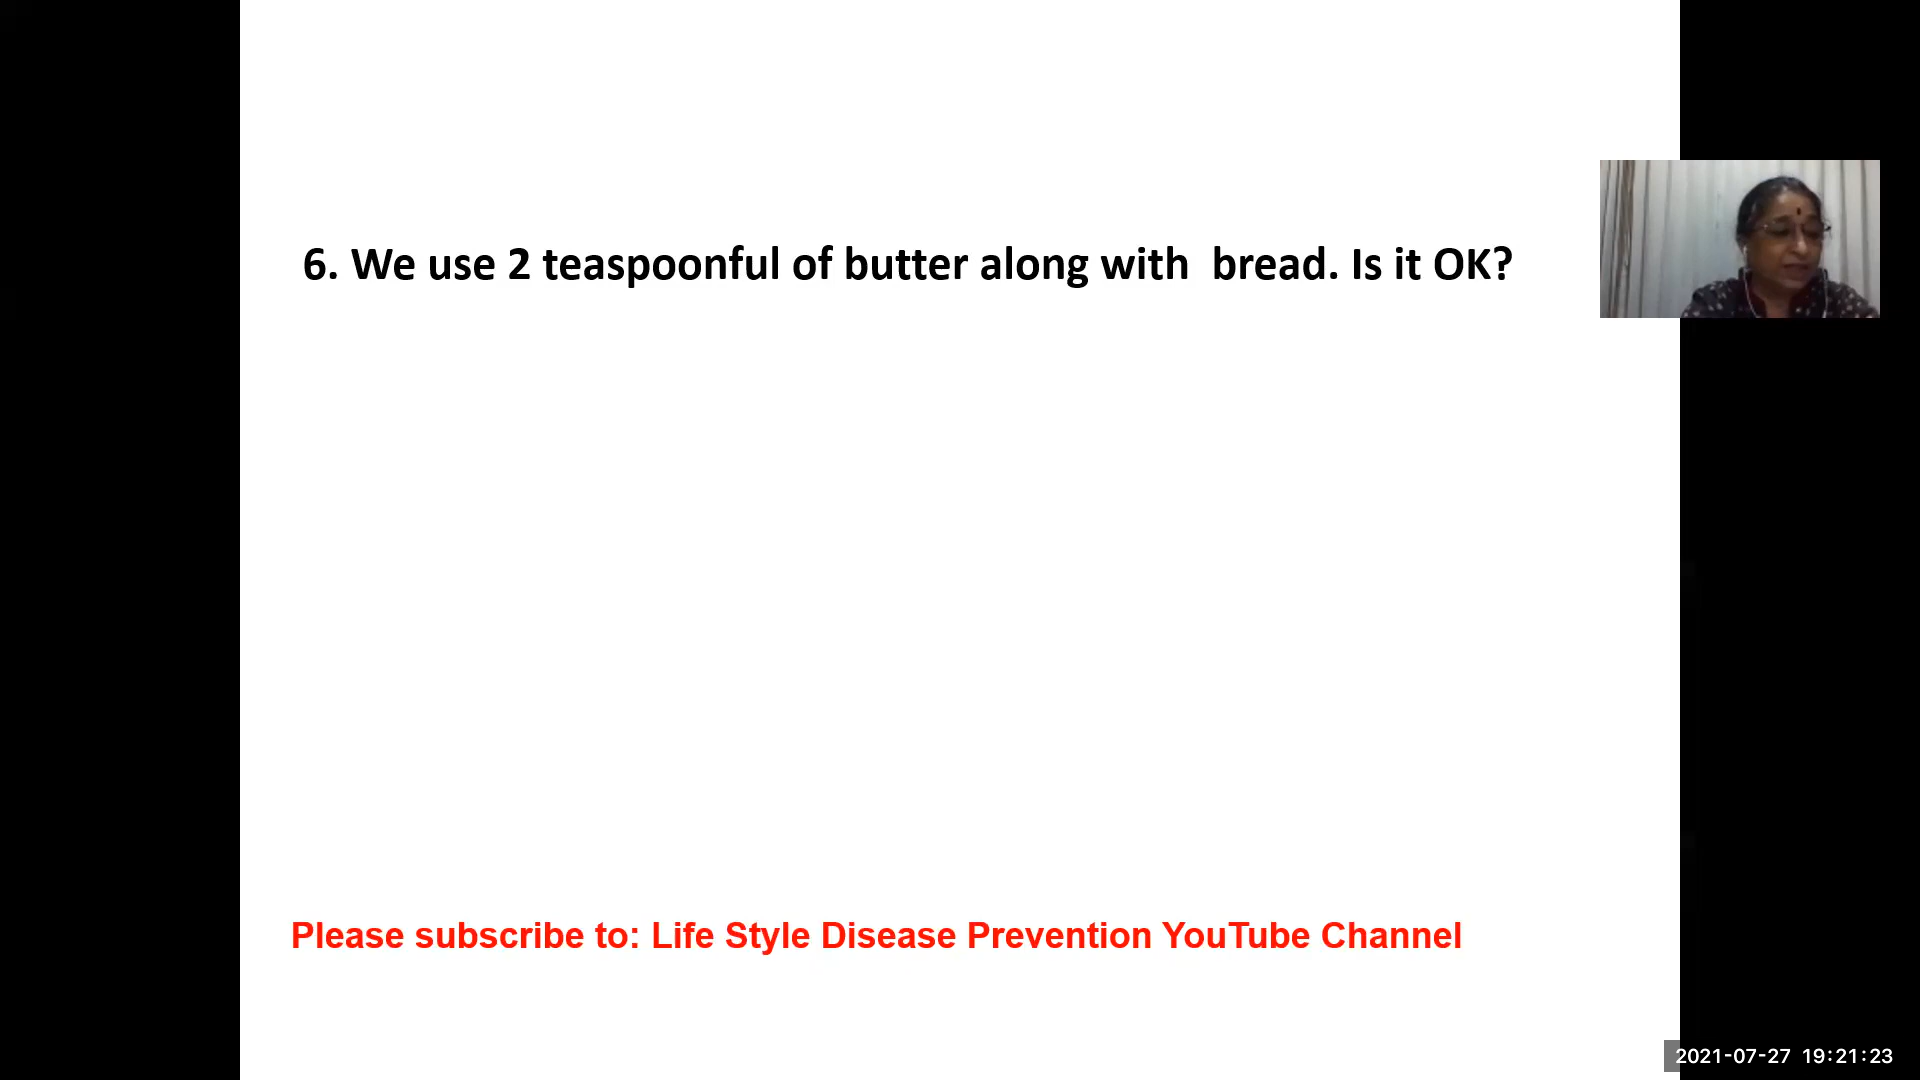 6. We use 2 teaspoonful of butter along with  bread. Is it OK?
Please subscribe to: Life Style Disease Prevention YouTube Channel
2021-07-27 19:21:23